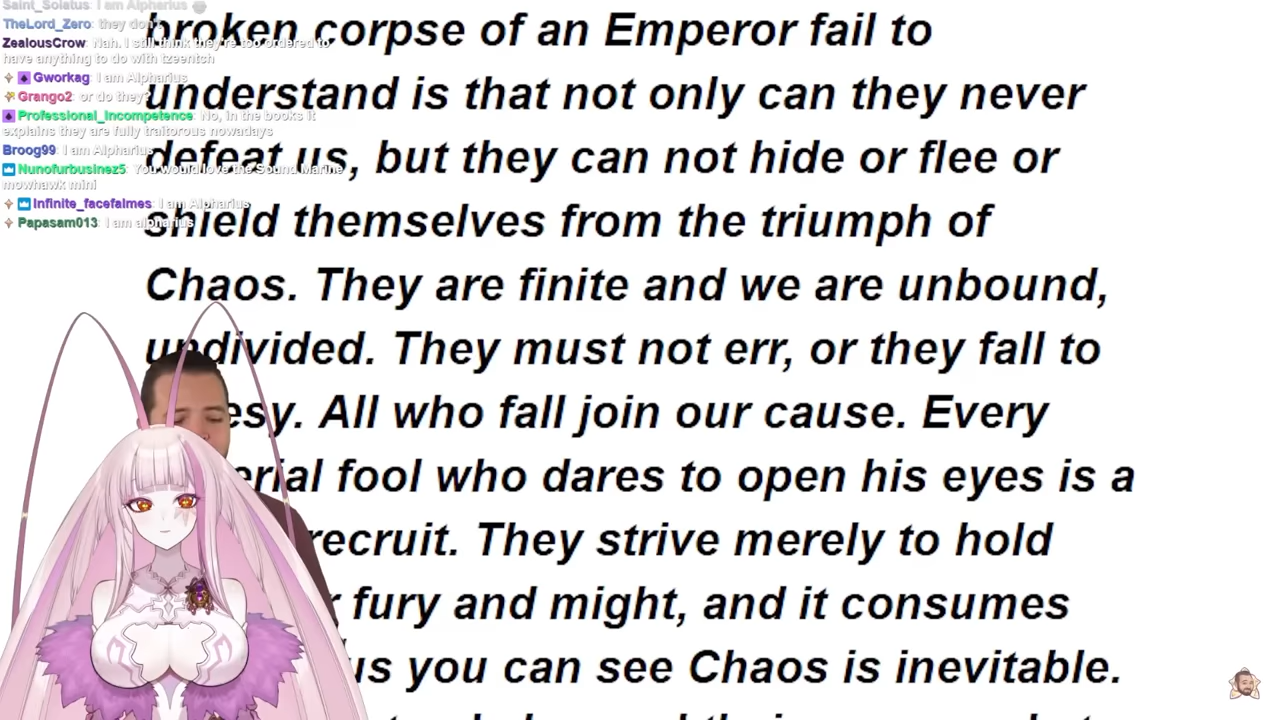 Saint_Solatus: I am Alpharius
TheLord_Zero: they don't
ZealousCrow: Nah. I still think they're too ordered to
have anything to do with tzeentch
Gworkag: I am Alpharius
Grango2: or do they?
Professional_Incompetence: No, in the books it
explains they are fully traitorous nowadays
Broog99: I am Alpharius
Nunofurbusinez5: You would love the Sound Marine
mowhawk mini
Infinite_facefalmes: I am Alpharius
Papasam013: I am alpharius
broken corpse of an Emperor fail to
understand is that not only can they never
defeat us, but they can not hide or flee or
shield themselves from the triumph of
Chaos. They are finite and we are unbound,
undivided. They must not err, or they fall to
esy. All who fall join our cause. Every
erial fool who dares to open his eyes is a
recruit. They strive merely to hold
fury and might, and it consumes
us you can see Chaos is inevitable.